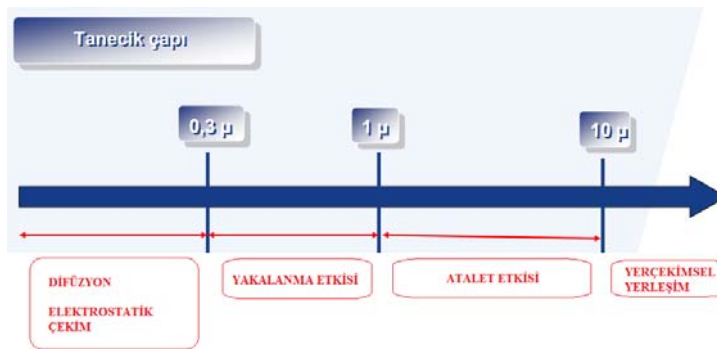 Tanecik çapı
0,3 µ
1 µ
10 µ
DİFÜZYON
ELEKTROSTATİK
ÇEKİM
YAKALANMA ETKİSİ
ATALET ETKİSİ
YERÇEKİMSEL
YERLEŞİM